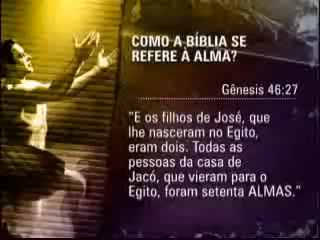 COMO A BÍBLIA SE
REFERE À ALMA?
Gênesis 46:27
"E os filhos de José, que
lhe nasceram no Egito,
eram dois. Todas as
pessoas da casa de
Jacó, que vieram para o
Egito, foram setenta ALMAS."